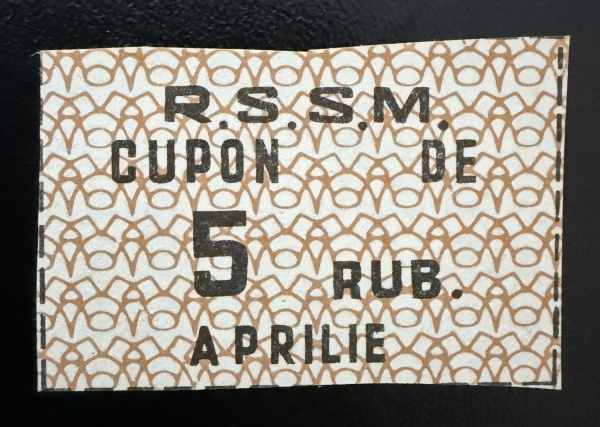 R.S.S.M.
CUPON DE
5 RUB.
APRILIE